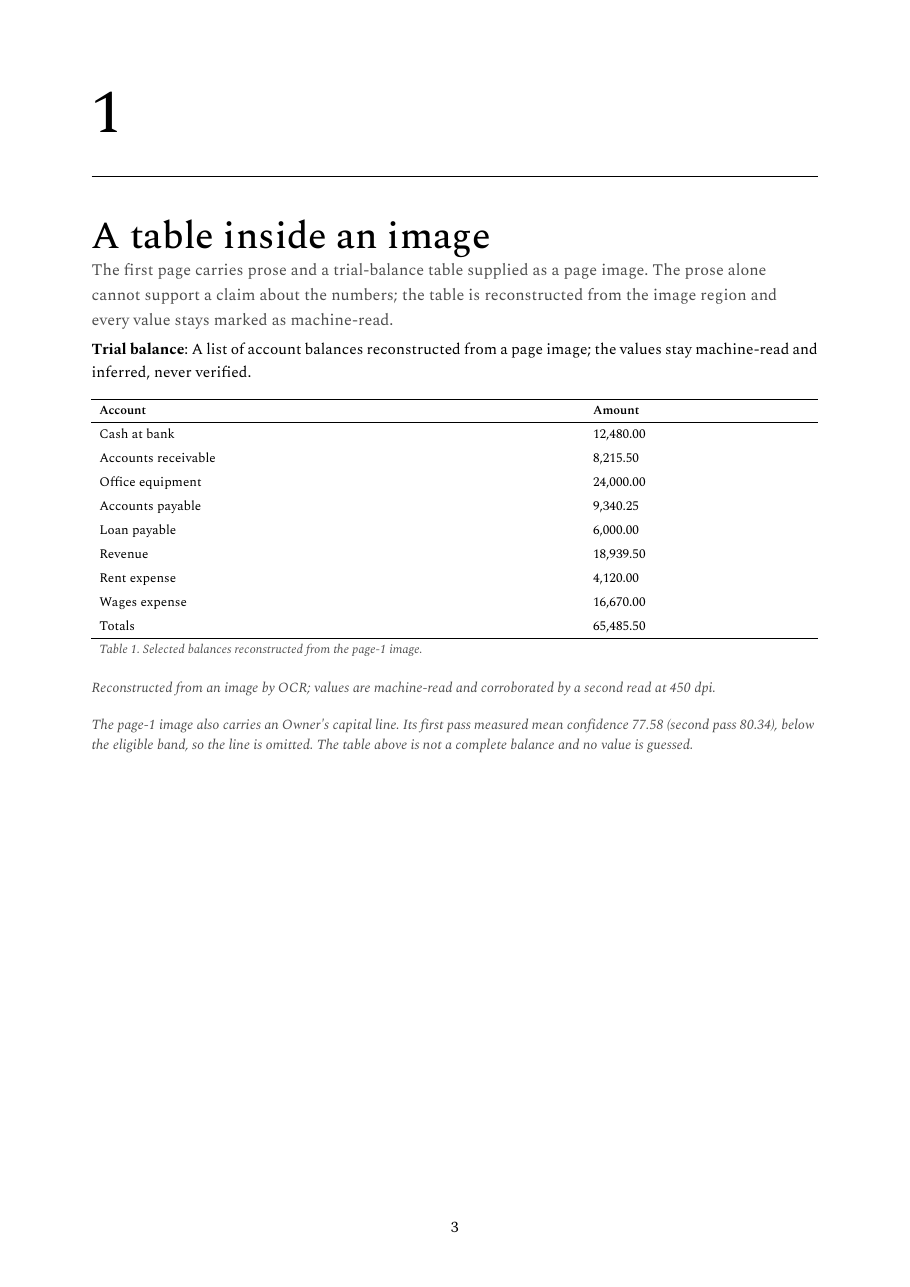 1
A table inside an image
The first page carries prose and a trial-balance table supplied as a page image. The prose alone
cannot support a claim about the numbers; the table is reconstructed from the image region and
every value stays marked as machine-read.
Trial balance: A list of account balances reconstructed from a page image; the values stay machine-read and
inferred, never verified.
Account Amount
Cash at bank 12,480.00
Accounts receivable 8,215.50
Office equipment 24,000.00
Accounts payable 9,340.25
Loan payable 6,000.00
Revenue 18,939.50
Rent expense 4,120.00
Wages expense 16,670.00
Totals 65,485.50
Table 1. Selected balances reconstructed from the page-1 image.
Reconstructed from an image by OCR; values are machine-read and corroborated by a second read at 450 dpi.
The page-1 image also carries an Owner's capital line. Its first pass measured mean confidence 77.58 (second pass 80.34), below
the eligible band, so the line is omitted. The table above is not a complete balance and no value is guessed.
3